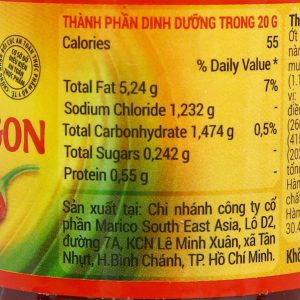 THÀNH PHẦN DINH DƯỠNG TRONG 20 G
Calories 55
% Daily Value *
Total Fat 5,24 g 7%
Sodium Chloride 1,232 g
Total Carbonhydrate 1,474 g 0,5%
Total Sugars 0,242 g
Protein 0,55 g
Sản xuất tại: Chi nhánh công ty cổ
phần Marico South East Asia, Lô D2,
đường 7A, KCN Lê Minh Xuân, xã Tân
Nhựt, H.Bình Chánh, TP. Hồ Chí Minh.
GON